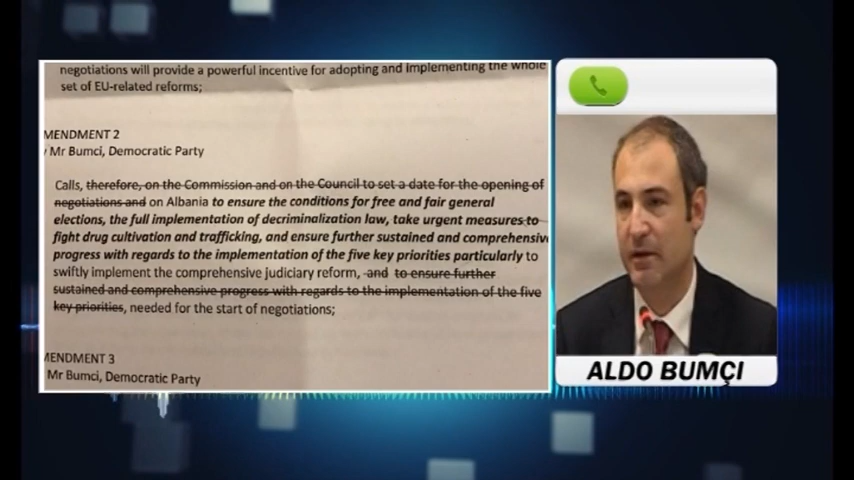 negotiations will provide a powerful incentive for adopting and implementing the whole
set of EU-related reforms;
MENDMENT 2
Mr Bumci, Democratic Party
Calls, therefore, on the Commission and on the Council to set a date for the opening of
negotiations and on Albania to ensure the conditions for free and fair general
elections, the full implementation of decriminalization law, take urgent measures to
fight drug cultivation and trafficking, and ensure further sustained and comprehensive
progress with regards to the implementation of the five key priorities particularly to
swiftly implement the comprehensive judiciary reform, and to ensure further
sustained and comprehensive progress with regards to the implementation of the five
key priorities, needed for the start of negotiations;
MENDMENT 3
Mr Bumci, Democratic Party
ALDO BUMÇI